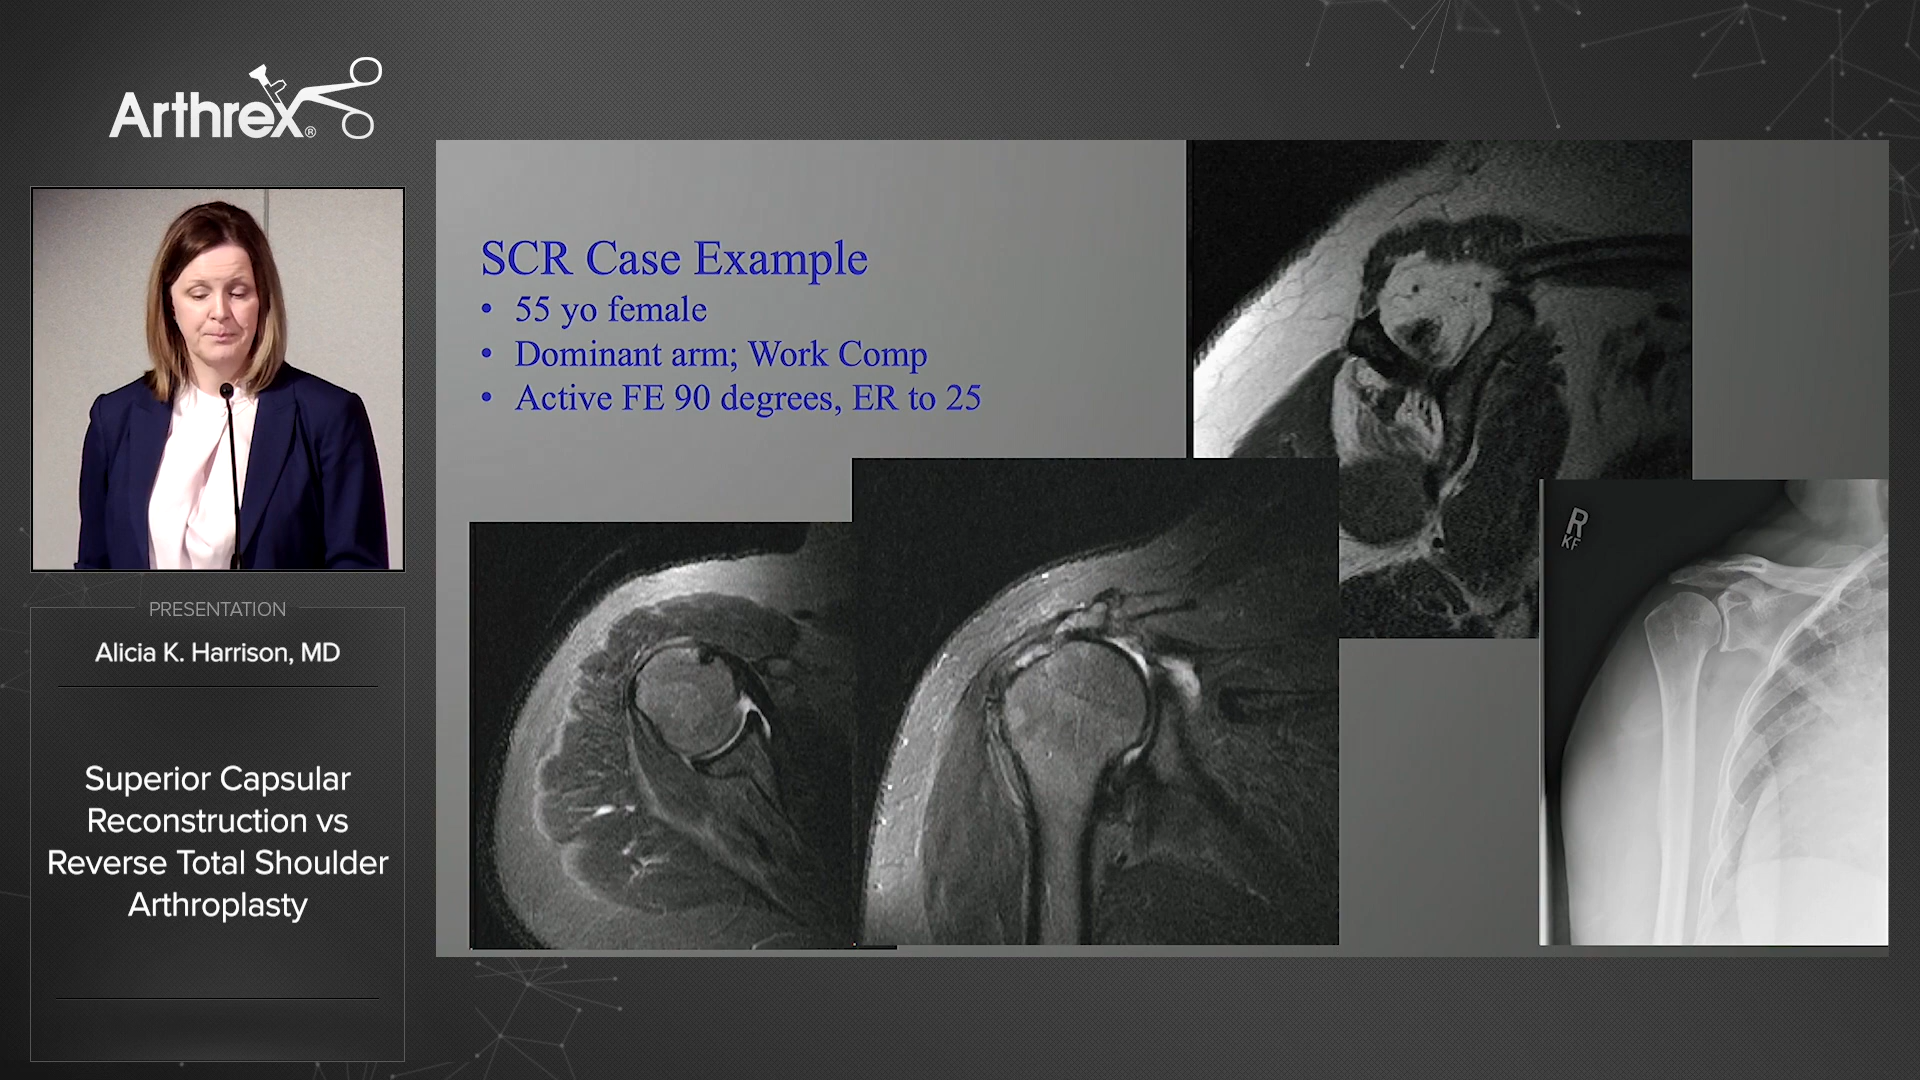 Arthrex®
PRESENTATION
Alicia K. Harrison, MD
Superior Capsular
Reconstruction vs
Reverse Total Shoulder
Arthroplasty
SCR Case Example
• 55 yo female
• Dominant arm; Work Comp
• Active FE 90 degrees, ER to 25
R
KF